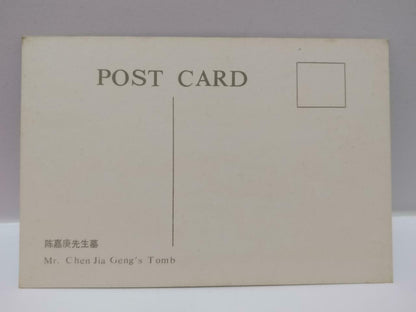 POST CARD
陈嘉庚先生墓
Mr. Chen Jia Geng's Tomb